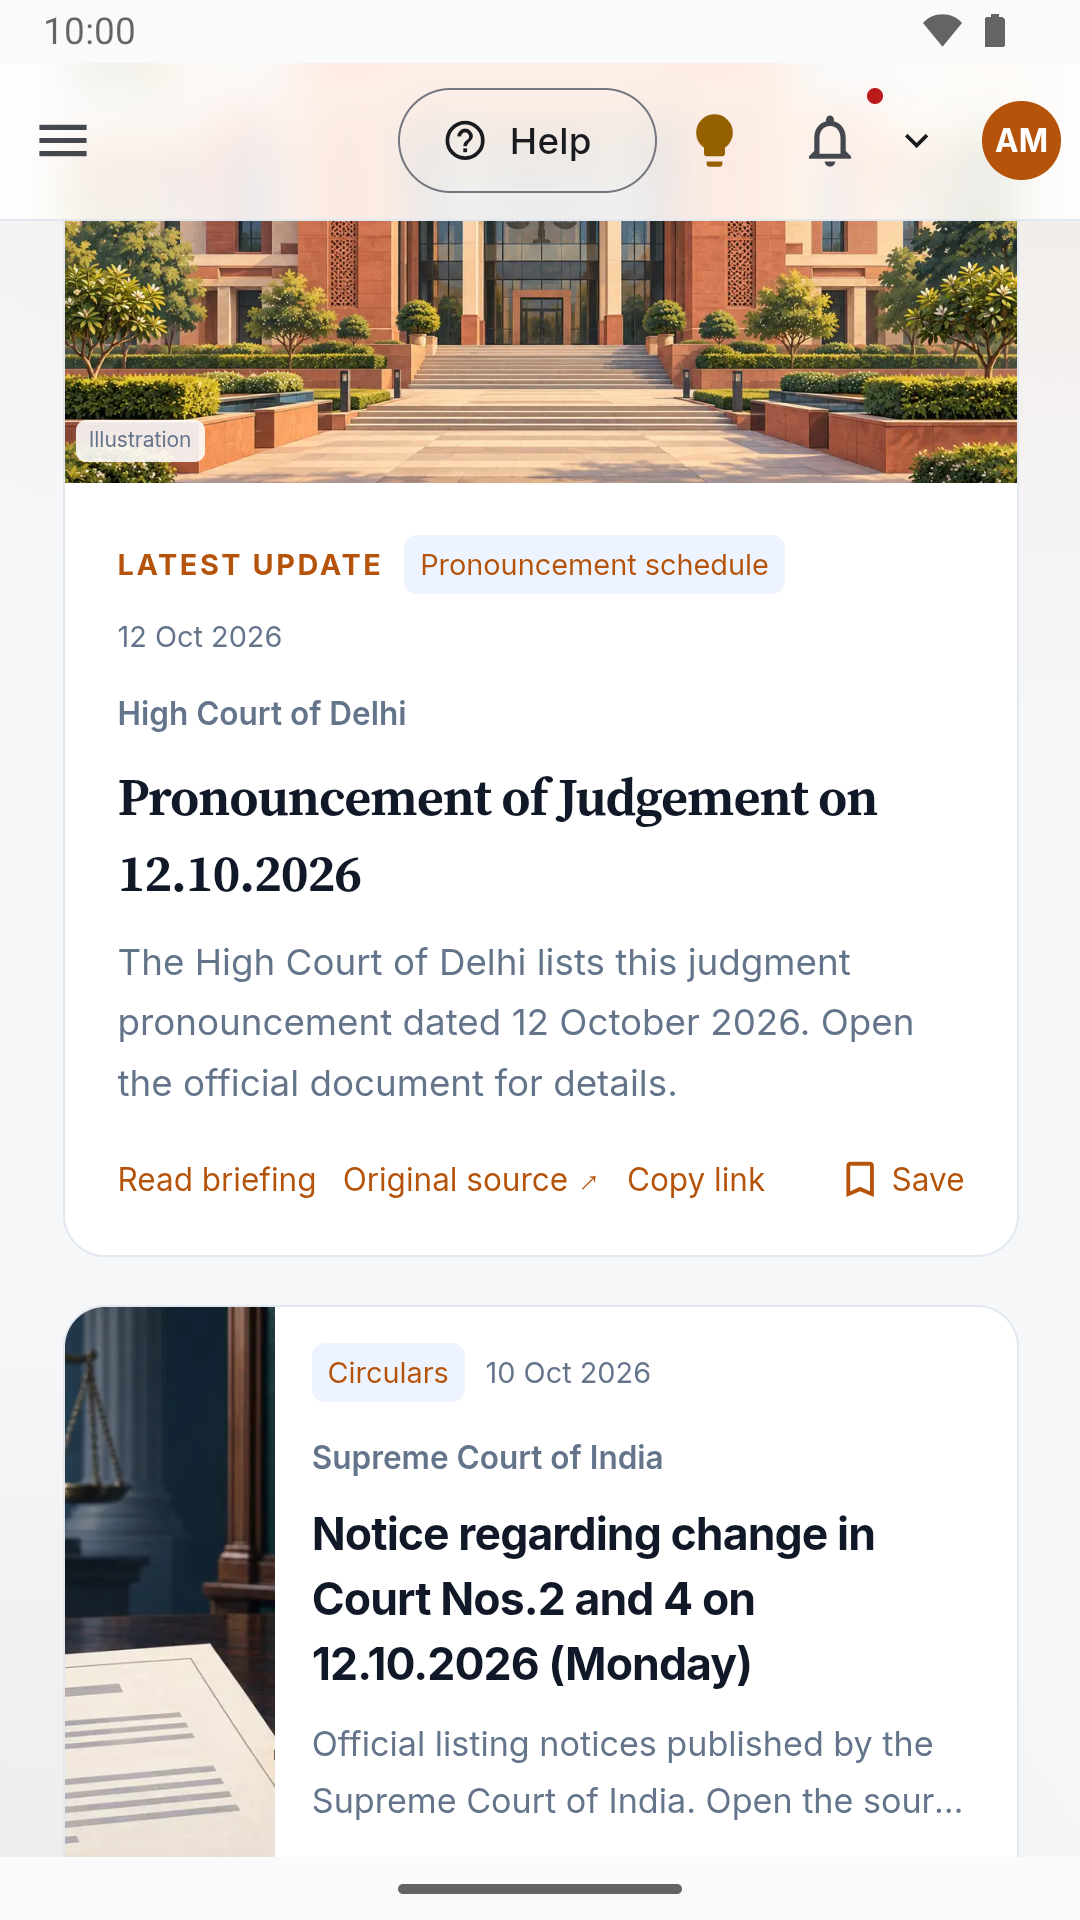 10:00
Help
AM
Illustration
LATEST UPDATE Pronouncement schedule
12 Oct 2026
High Court of Delhi
Pronouncement of Judgement on
12.10.2026
The High Court of Delhi lists this judgment
pronouncement dated 12 October 2026. Open
the official document for details.
Read briefing Original source ↗ Copy link Save
Circulars 10 Oct 2026
Supreme Court of India
Notice regarding change in
Court Nos.2 and 4 on
12.10.2026 (Monday)
Official listing notices published by the
Supreme Court of India. Open the sour...